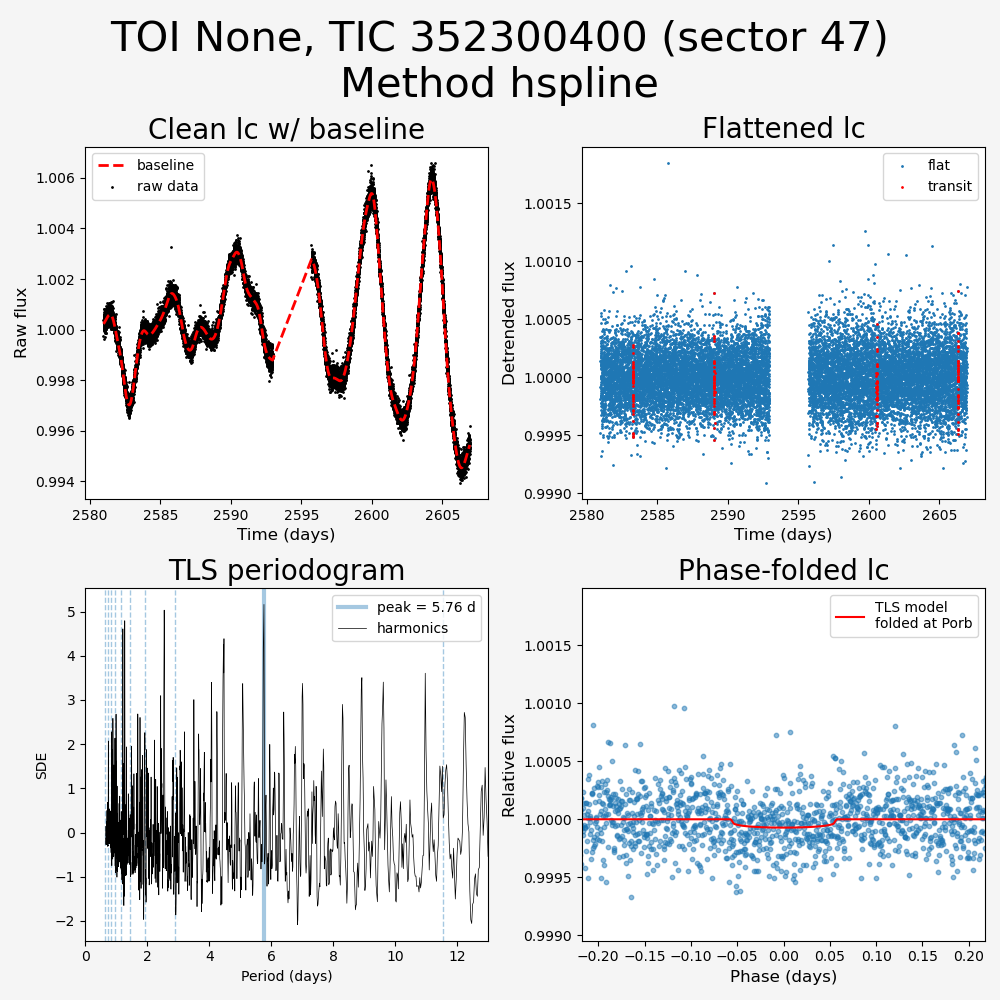 TOI None, TIC 352300400 (sector 47)
Method hspline
Clean lc w/ baseline
baseline
raw data
1.006
1.004
1.002
1.000
0.998
0.996
0.994
Raw flux
2580 2585 2590 2595 2600 2605
Time (days)
Flattened lc
flat
transit
1.0015
1.0010
1.0005
1.0000
0.9995
0.9990
Detrended flux
2580 2585 2590 2595 2600 2605
Time (days)
TLS periodogram
peak = 5.76 d
harmonics
5
4
3
2
1
0
−1
−2
SDE
0 2 4 6 8 10 12
Period (days)
Phase-folded lc
TLS model
folded at Porb
1.0015
1.0010
1.0005
1.0000
0.9995
0.9990
Relative flux
−0.20 −0.15 −0.10 −0.05 0.00 0.05 0.10 0.15 0.20
Phase (days)